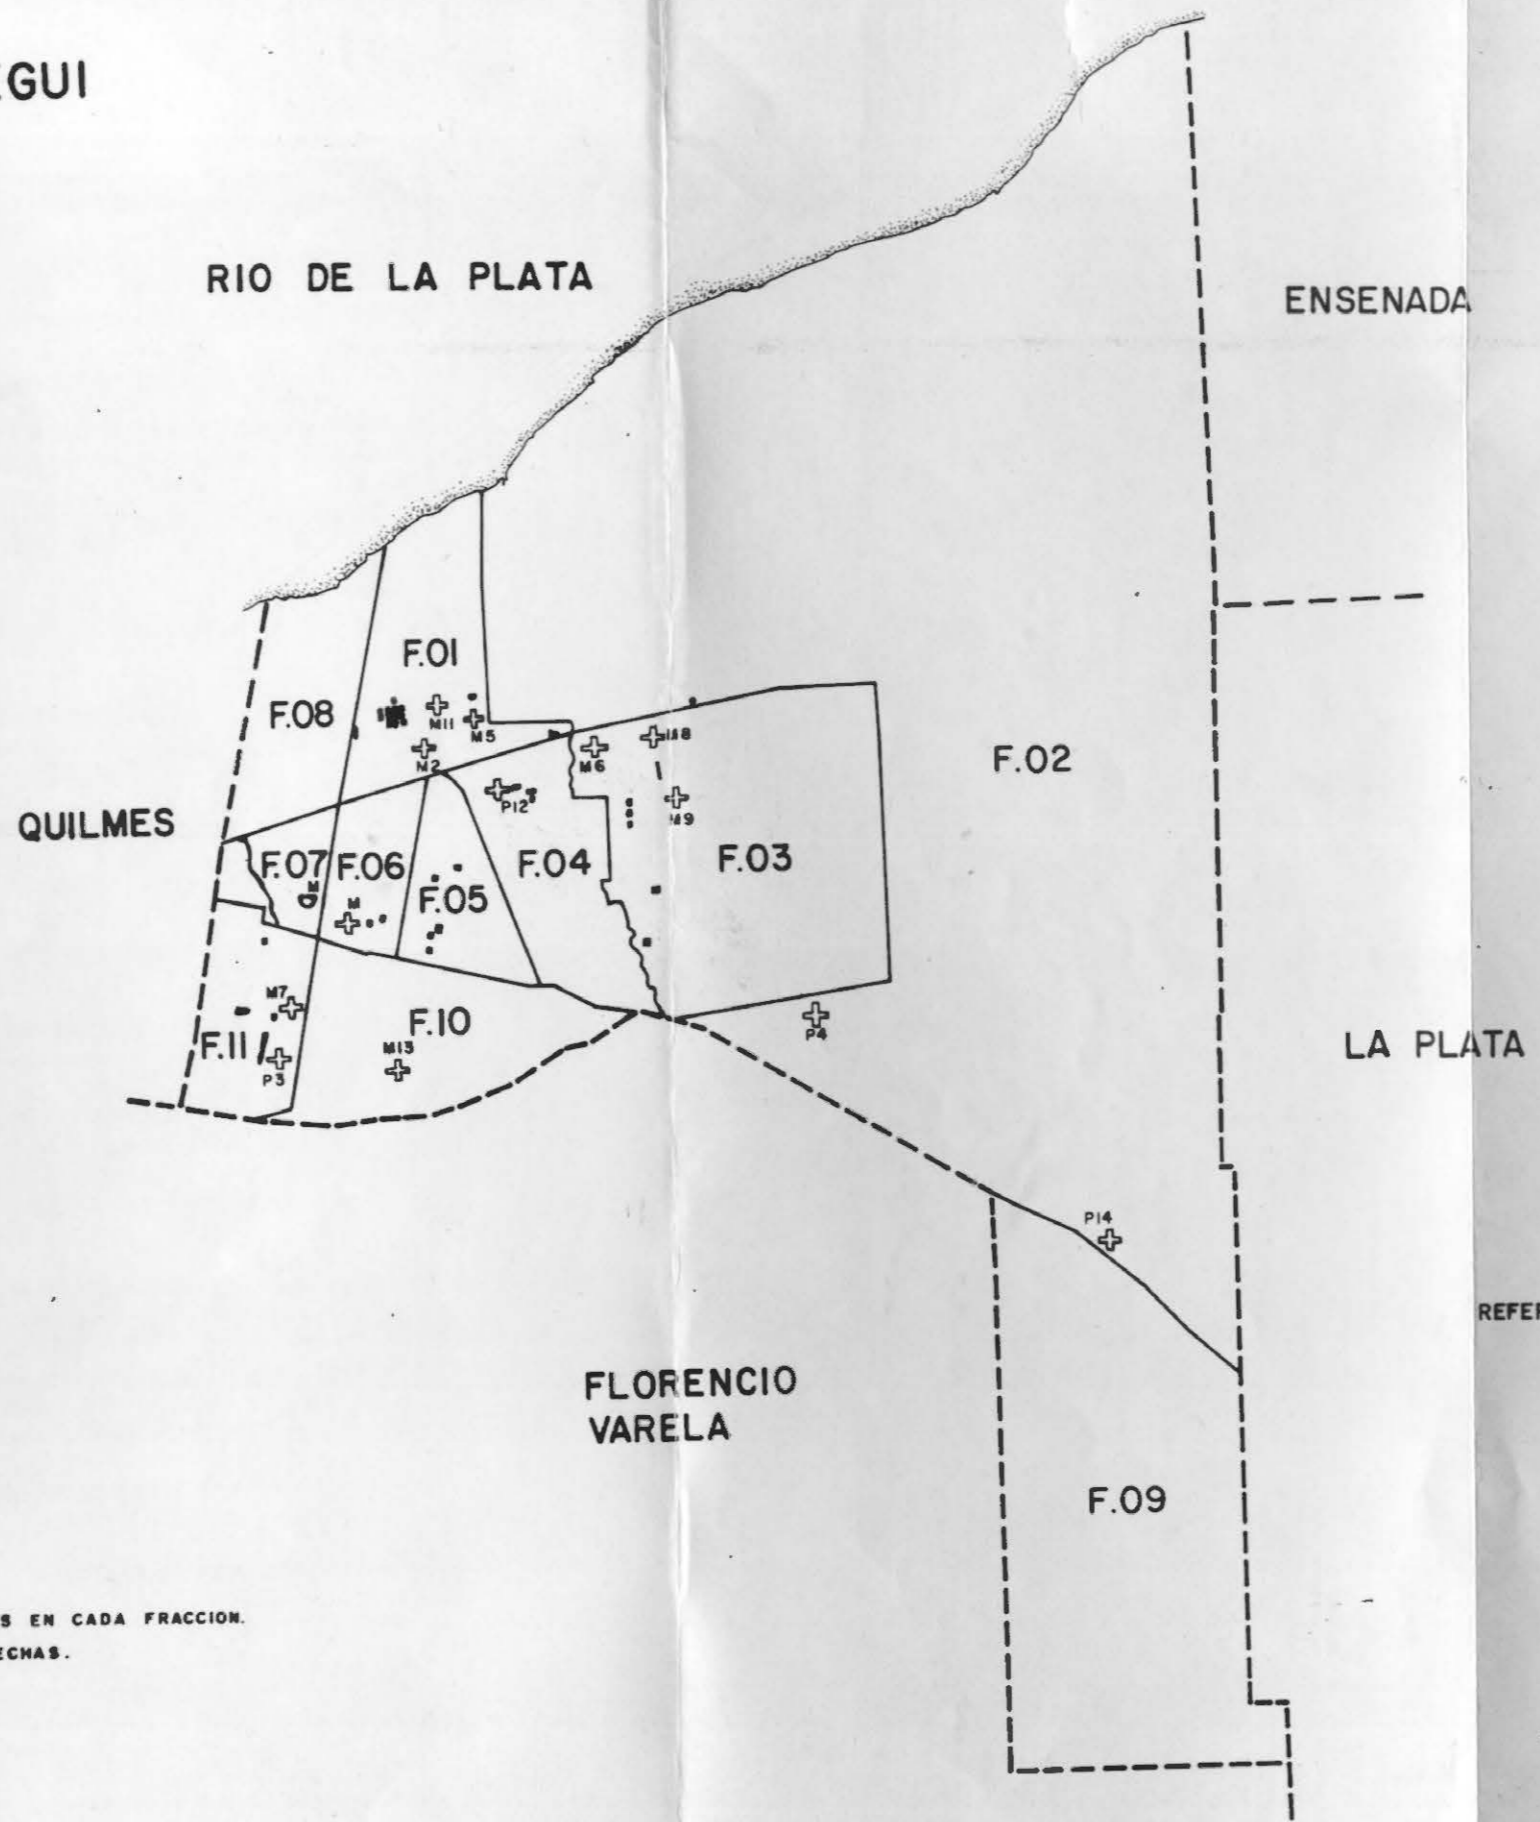 EGUI
RIO DE LA PLATA
ENSENADA
F.01
F.08
M11
M5
M2
M6
M8
F.02
P12
M9
QUILMES
F.07
F.06
F.04
F.03
M
M
F.05
M7
F.10
F.11
M13
P3
P4
LA PLATA
P14
REFE
FLORENCIO
VARELA
F.09
S EN CADA FRACCION.
ECHAS.